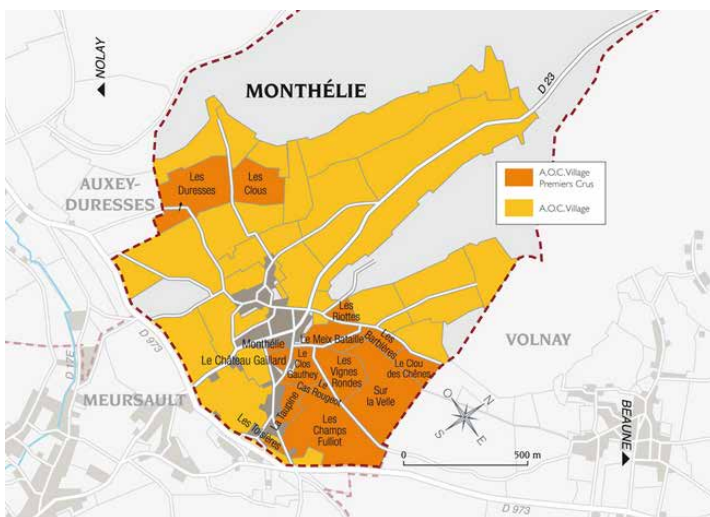 NOLAY
MONTHÉLIE
D 23
Les
Duresses
Les
Clous
AUXEY-
DURESSES
A.O.C. Village
Premiers Crus
A.O.C. Village
Les
Riottes
D 973
D 17E
Monthélie
Le Meix Bataille
Les
Barbières
VOLNAY
Le Château Gaillard
Le
Clos
Gauthey
Les
Vignes
Rondes
Le Clou
des Chênes
Le
Cas Rougeot
Sur
la Velle
MEURSAULT
La Taupine
Les Toisières
Les
Champs
Fulliot
O
N
S
E
BEAUNE
0
500 m
D 973